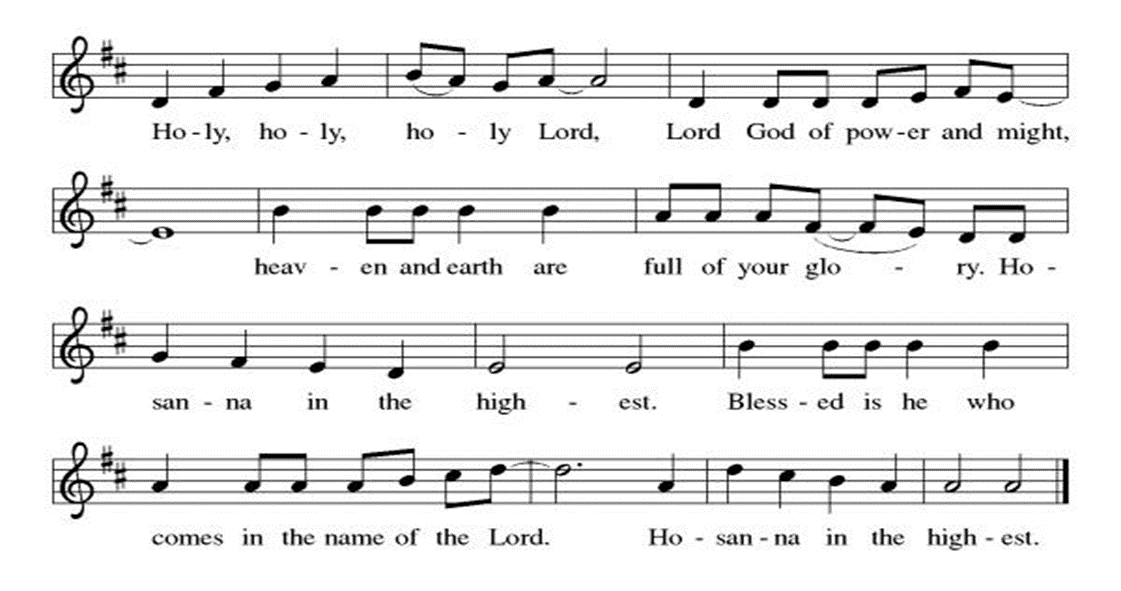 Ho - ly, ho - ly, ho - ly Lord, Lord God of pow - er and might,
heav - en and earth are full of your glo - ry. Ho -
san - na in the high - est. Bless - ed is he who
comes in the name of the Lord. Ho - san - na in the high - est.